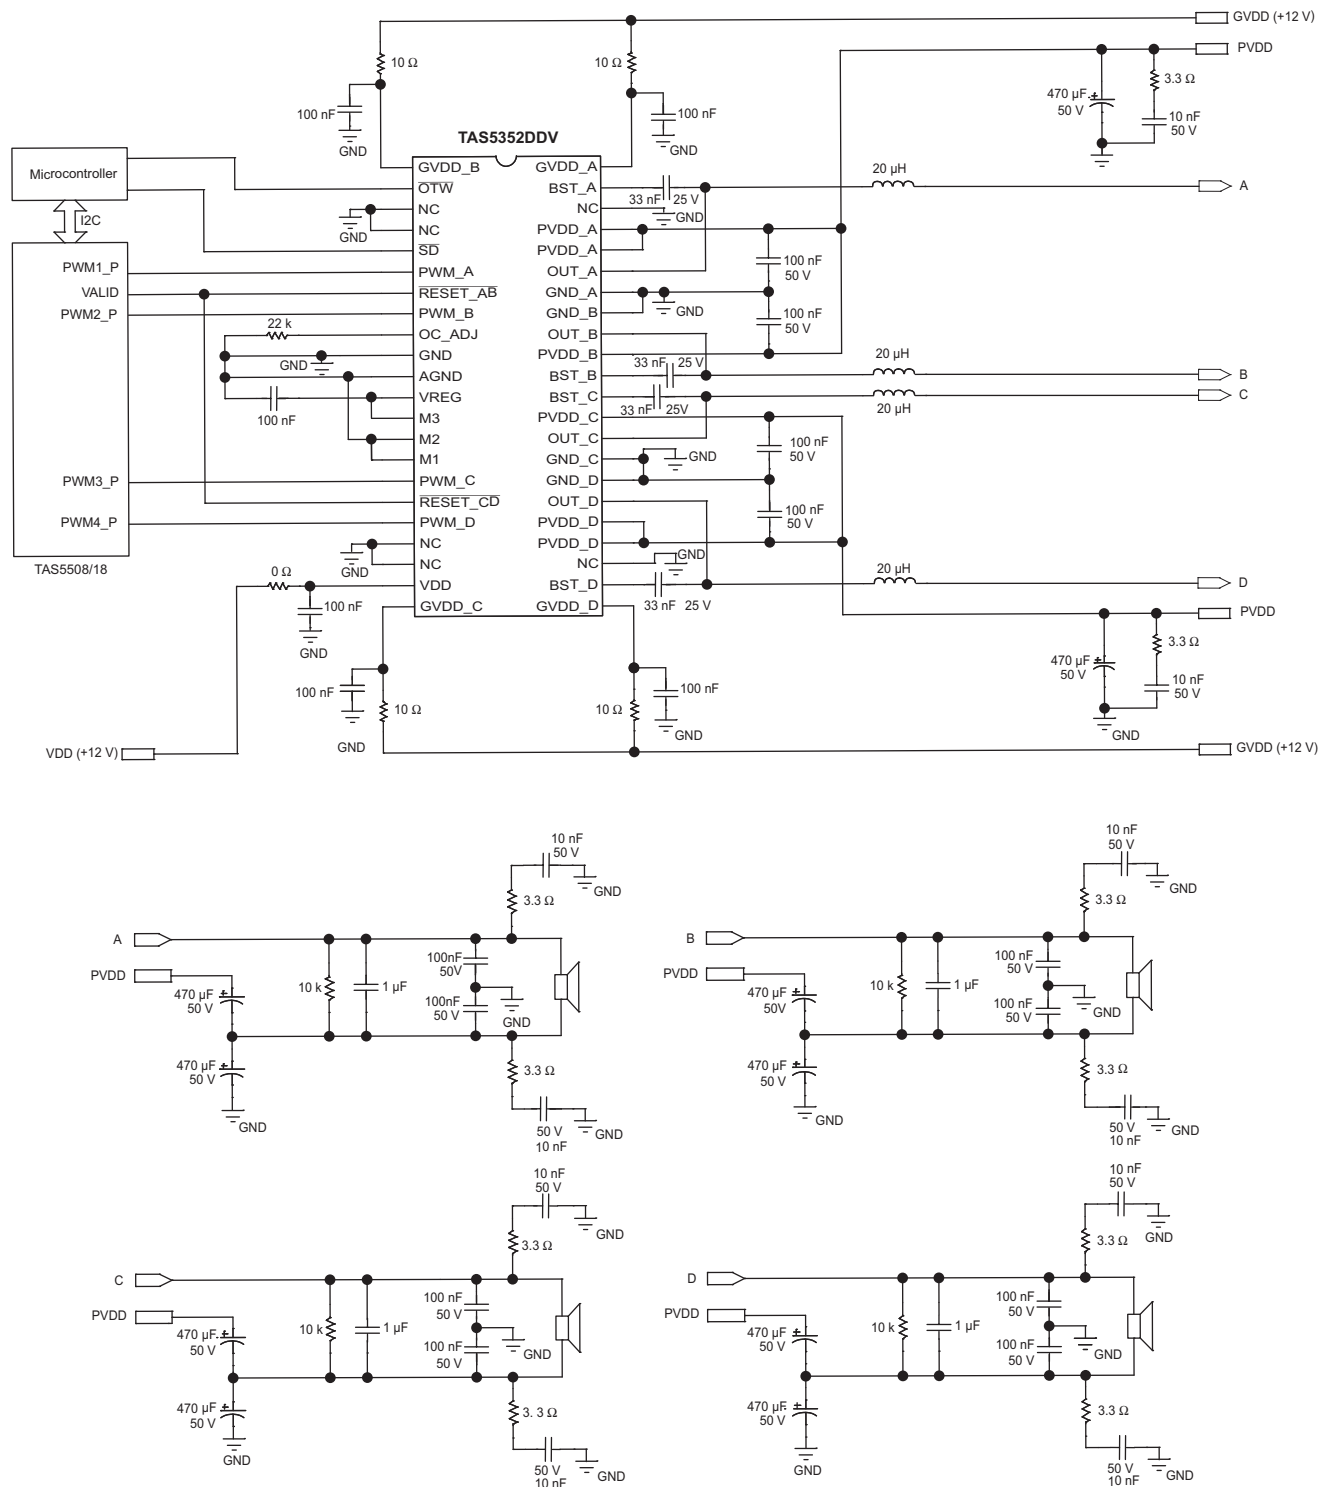 GVDD (+12 V)
PVDD
10 Ω
10 Ω
3.3 Ω
470 µF
50 V
10 nF
50 V
100 nF
GND
100 nF
GND
TAS5352DDV
Microcontroller
I2C
20 µH
A
GVDD_B
GVDD_A
OTW
BST_A
33 nF
25 V
NC
NC
GND
GND
NC
PVDD_A
SD
PVDD_A
100 nF
50 V
PWM1_P
PWM_A
OUT_A
VALID
RESET_AB
GND_A
GND
PWM2_P
PWM_B
GND_B
100 nF
50 V
22 k
OC_ADJ
OUT_B
GND
GND
PVDD_B
20 µH
33 nF
25 V
AGND
BST_B
B
VREG
BST_C
C
100 nF
33 nF
25V
20 µH
M3
PVDD_C
M2
OUT_C
100 nF
50 V
M1
GND_C
GND
PWM3_P
PWM_C
GND_D
RESET_CD
OUT_D
100 nF
50 V
PWM4_P
PWM_D
PVDD_D
NC
PVDD_D
GND
NC
NC
GND
TAS5508/18
0 Ω
20 µH
VDD
BST_D
33 nF
25 V
D
100 nF
GVDD_C
GVDD_D
PVDD
GND
3.3 Ω
470 µF
50 V
10 nF
50 V
100 nF
100 nF
10 Ω
10 Ω
GND
GND
GND
VDD (+12 V)
GVDD (+12 V)
10 nF
50 V
GND
3.3 Ω
A
100nF
50V
PVDD
470 µF
50 V
10 k
1 µF
100nF
50 V
GND
470 µF
50 V
3.3 Ω
GND
50 V
10 nF
GND
10 nF
50 V
GND
3.3 Ω
B
100 nF
50 V
PVDD
470 µF
50V
10 k
1 µF
100 nF
50 V
GND
470 µF
50 V
3.3 Ω
GND
50 V
10 nF
GND
10 nF
50 V
GND
3.3 Ω
C
100 nF
50 V
PVDD
470 µF
50 V
10 k
1 µF
100 nF
50 V
GND
470 µF
50 V
3. 3 Ω
GND
50 V
10 nF
GND
10 nF
50 V
GND
3.3 Ω
D
100 nF
50 V
PVDD
470 µF
50 V
10 k
1 µF
100 nF
50 V
GND
470 µF
50 V
3.3 Ω
GND
50 V
10 nF
GND